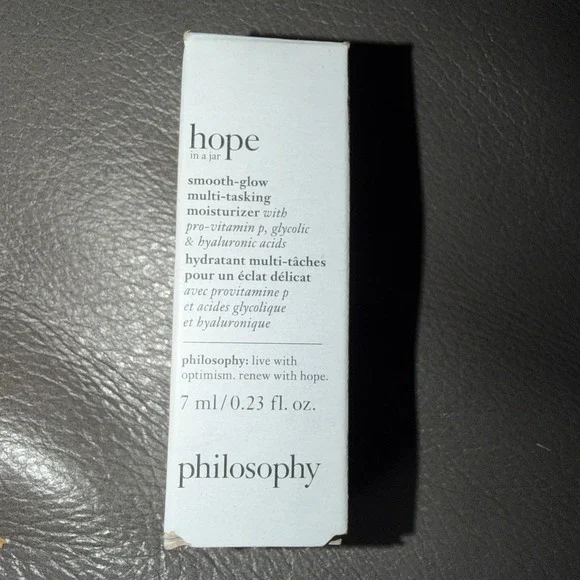 hope
in a jar
smooth-glow
multi-tasking
moisturizer with
pro-vitamin p, glycolic
& hyaluronic acids
hydratant multi-tâches
pour un éclat délicat
avec provitamine p
et acides glycolique
et hyaluronique
philosophy: live with
optimism. renew with hope.
7 ml/0.23 fl. oz.
philosophy